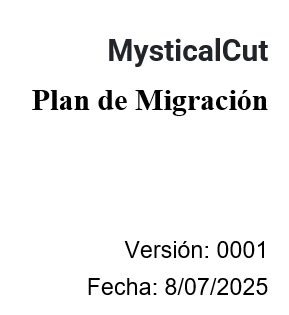 MysticalCut
Plan de Migración
Versión: 0001
Fecha: 8/07/2025